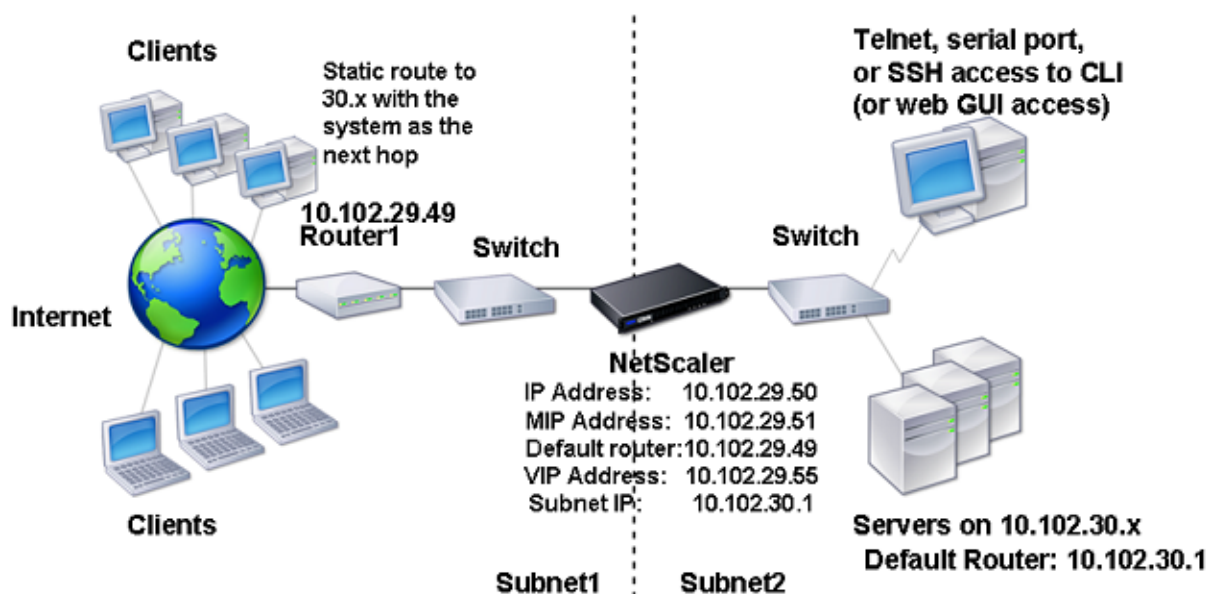 Clients
Static route to
30.x with the
system as the
next hop
10.102.29.49
Router1
Switch
Internet
Clients
Telnet, serial port,
or SSH access to CLI
(or web GUI access)
Switch
NetScaler
IP Address: 10.102.29.50
MIP Address: 10.102.29.51
Default router: 10.102.29.49
VIP Address: 10.102.29.55
Subnet IP: 10.102.30.1
Servers on 10.102.30.x
Default Router: 10.102.30.1
Subnet1
Subnet2